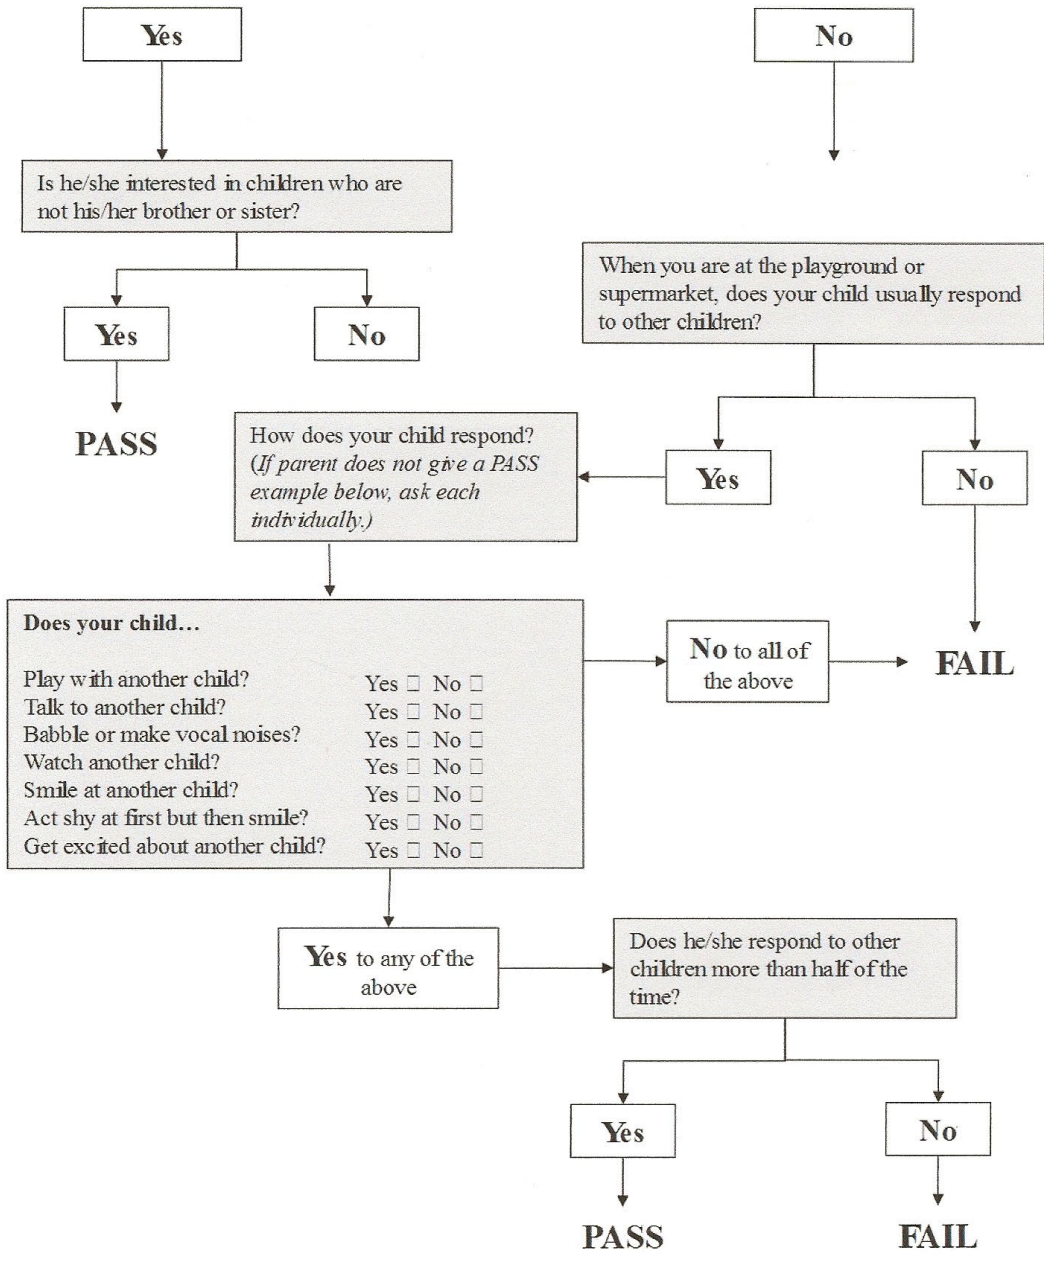 Yes
No
Is he/she interested in children who are
not his/her brother or sister?
When you are at the playground or
supermarket, does your child usually respond
to other children?
Yes
No
PASS
How does your child respond?
(If parent does not give a PASS
example below, ask each
individually.)
Yes
No
Does your child...
Play with another child? Yes □ No □
Talk to another child? Yes □ No □
Babble or make vocal noises? Yes □ No □
Watch another child? Yes □ No □
Smile at another child? Yes □ No □
Act shy at first but then smile? Yes □ No □
Get excited about another child? Yes □ No □
No to all of
the above
FAIL
Yes to any of the
above
Does he/she respond to other
children more than half of the
time?
Yes
No
PASS
FAIL